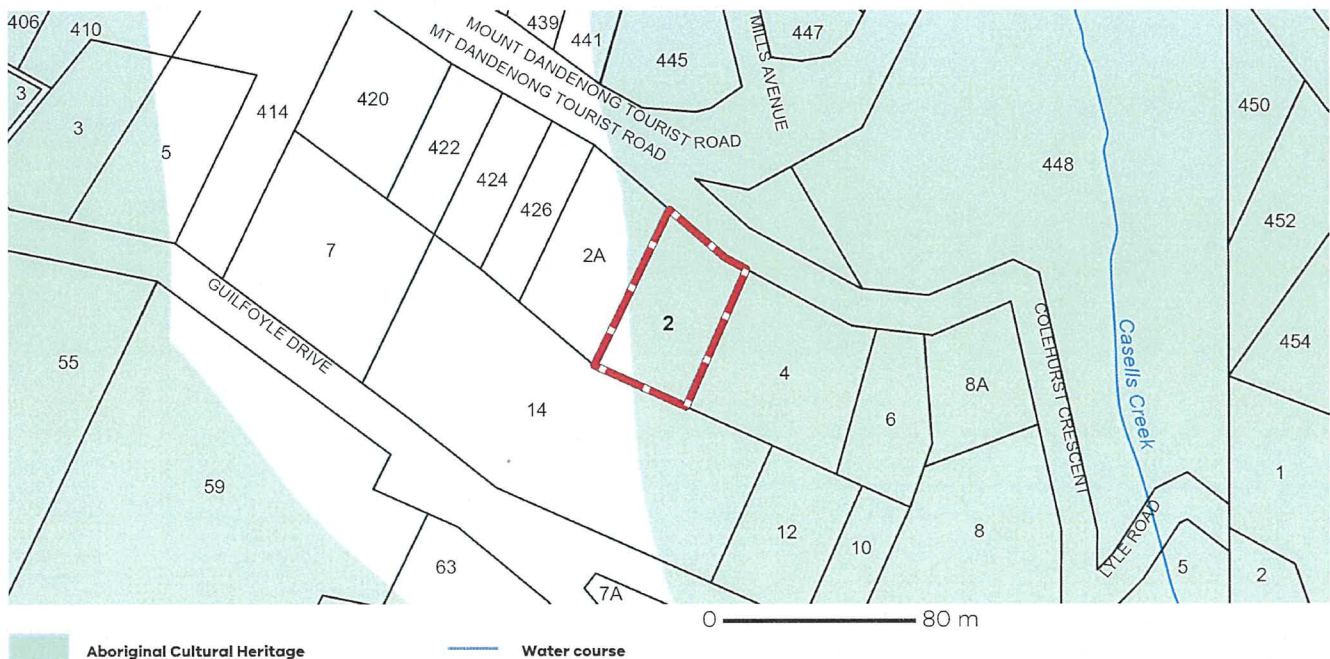 406
410
439
441
445
447
MOUNT DANDENONG TOURIST ROAD
MT DANDENONG TOURIST ROAD
MILLS AVENUE
3
3
5
414
420
422
424
426
2A
448
450
452
454
7
GUILFOYLE DRIVE
2
4
6
8A
COLEHURST CRESCENT
Casells Creek
55
59
14
63
7A
12
10
8
LYLE ROAD
5
2
1
0 80 m
Aboriginal Cultural Heritage
Water course